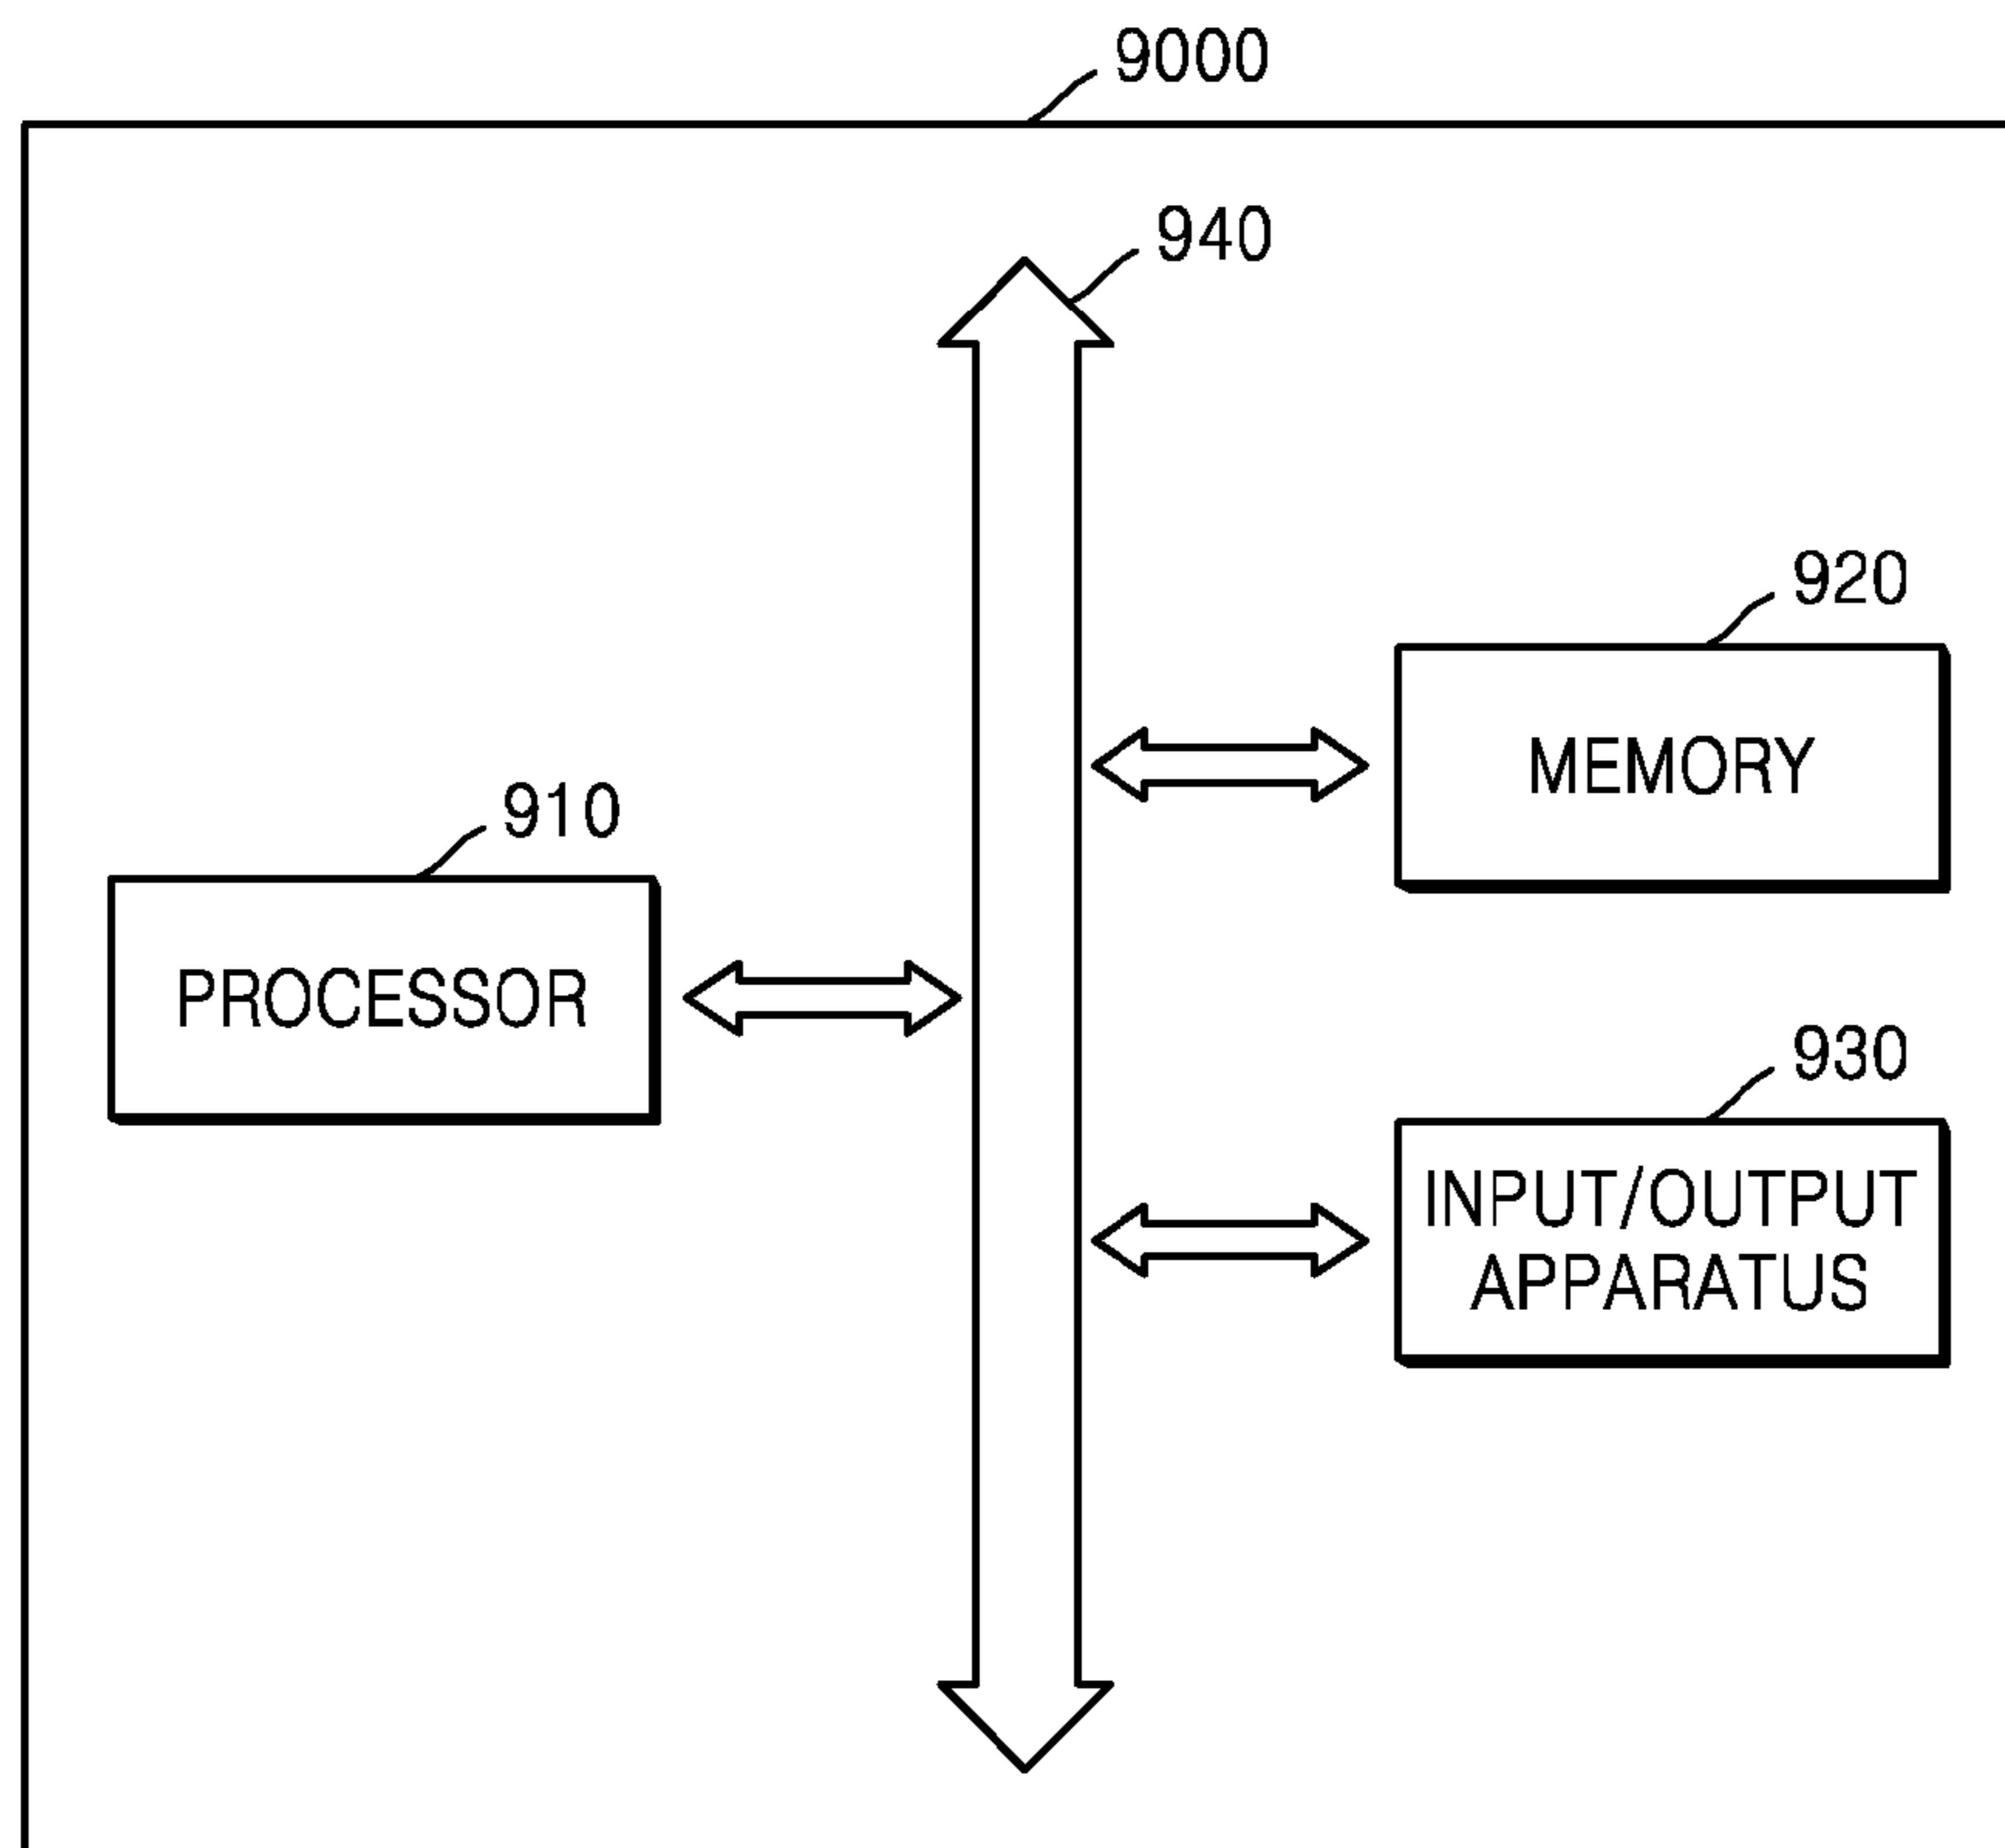 9000
940
920
MEMORY
910
PROCESSOR
930
INPUT/OUTPUT
APPARATUS